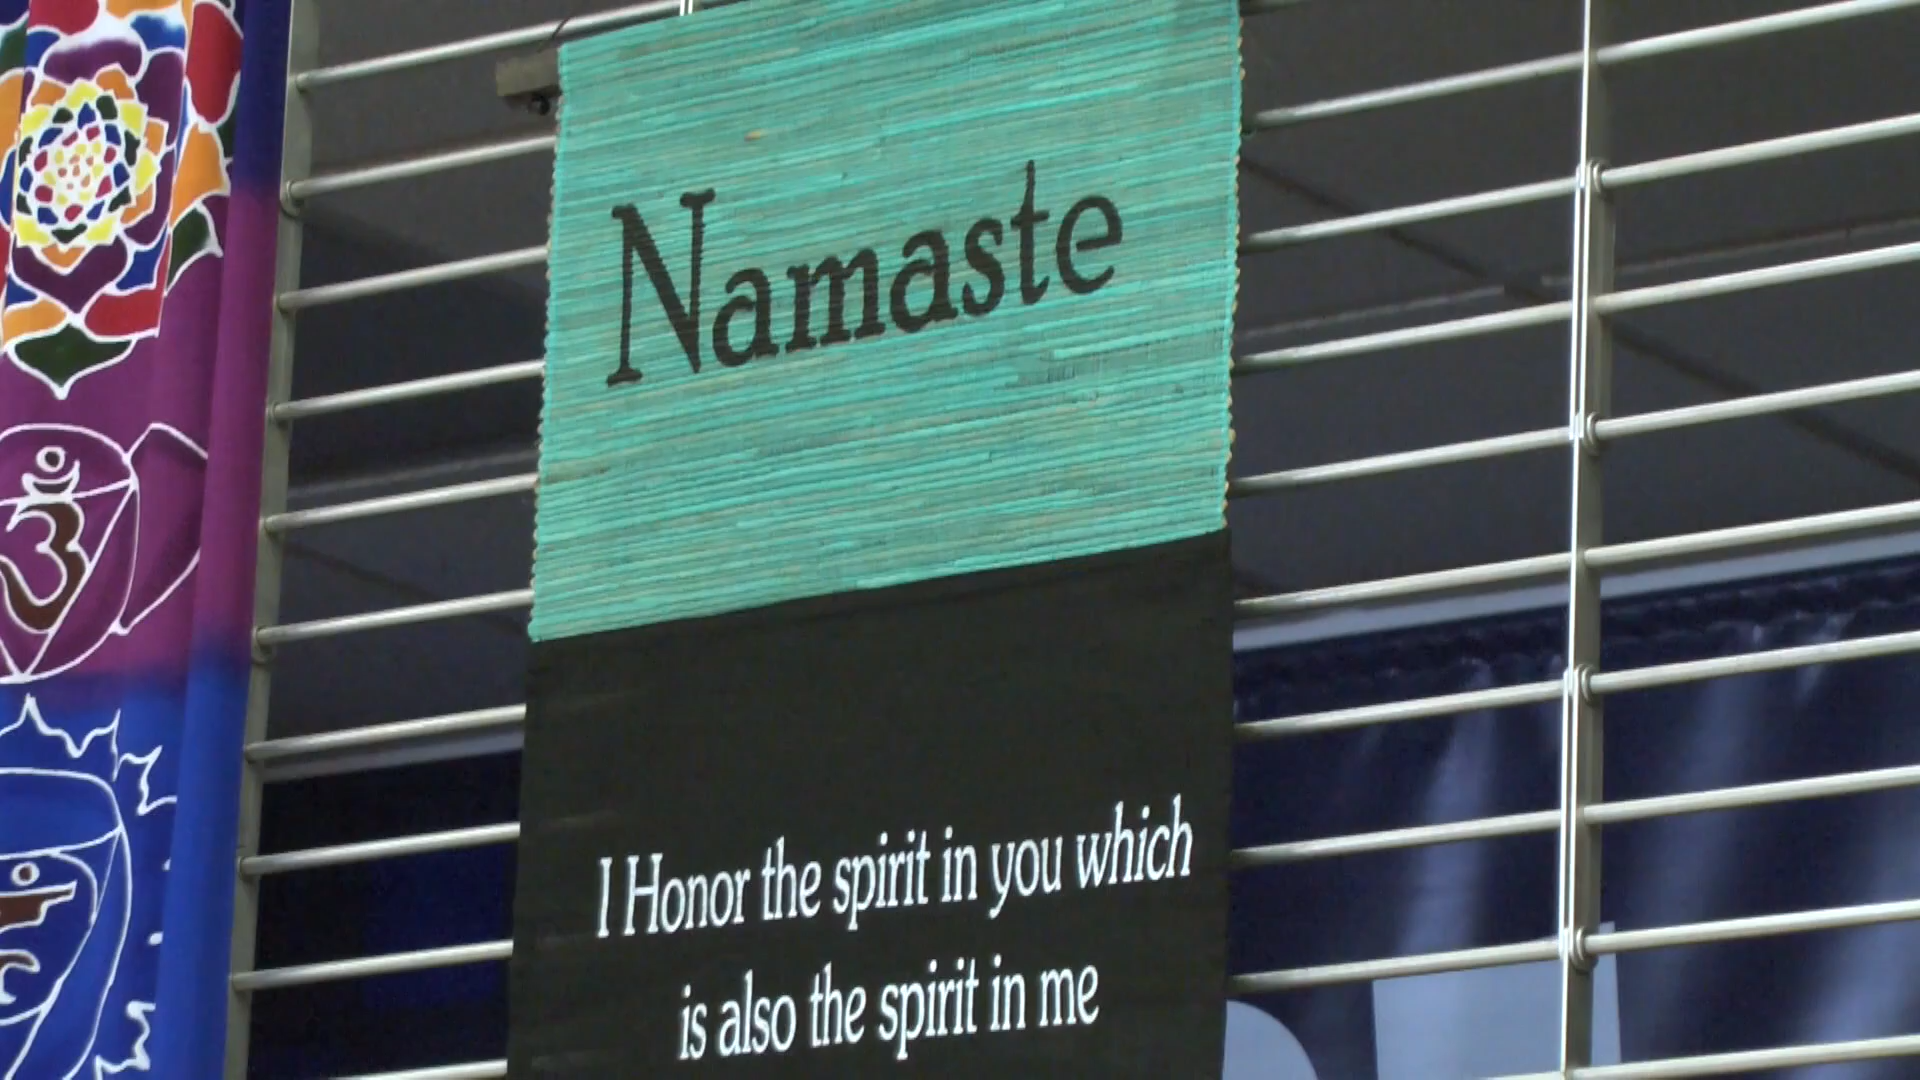 Namaste
I Honor the spirit in you which
is also the spirit in me